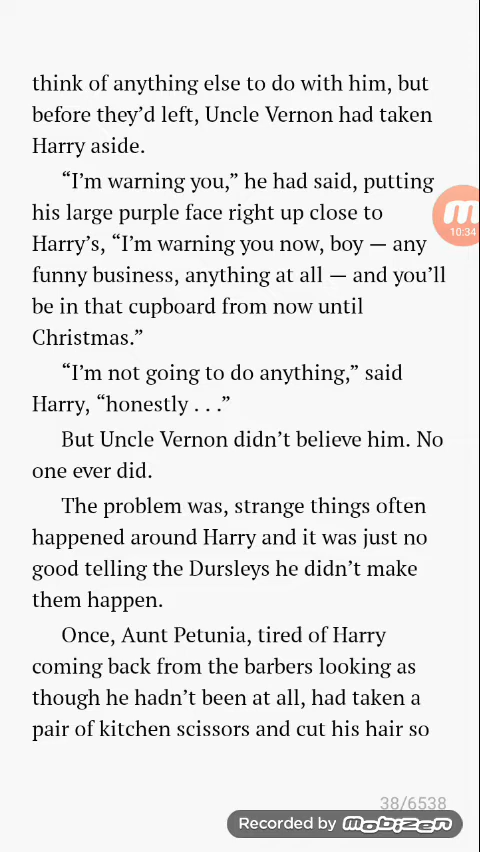 think of anything else to do with him, but
before they’d left, Uncle Vernon had taken
Harry aside.
“I’m warning you,” he had said, putting
his large purple face right up close to
Harry’s, “I’m warning you now, boy — any
funny business, anything at all — and you’ll
be in that cupboard from now until
Christmas.”
“I’m not going to do anything,” said
Harry, “honestly . . .”
But Uncle Vernon didn’t believe him. No
one ever did.
The problem was, strange things often
happened around Harry and it was just no
good telling the Dursleys he didn’t make
them happen.
Once, Aunt Petunia, tired of Harry
coming back from the barbers looking as
though he hadn’t been at all, had taken a
pair of kitchen scissors and cut his hair so
m
10:34
38/6538
Recorded by mobizen